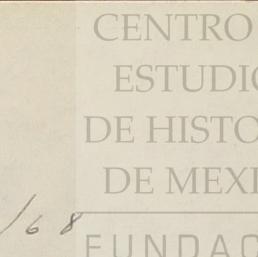 CENTRO
ESTUDIO
DE HISTO
DE MEXI
/68
FUNDAC